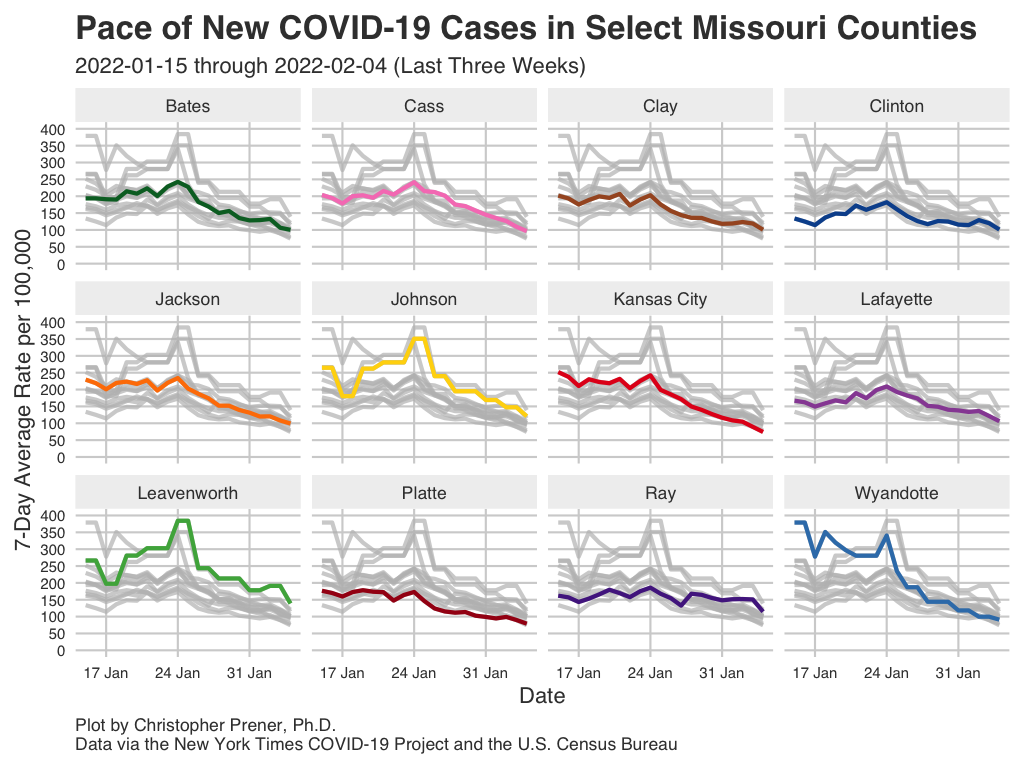 Pace of New COVID-19 Cases in Select Missouri Counties
2022-01-15 through 2022-02-04 (Last Three Weeks)
Bates Cass Clay Clinton
400
350
300
250
200
150
100
50
0
Jackson Johnson Kansas City Lafayette
400
350
300
250
200
150
100
50
0
Leavenworth Platte Ray Wyandotte
400
350
300
250
200
150
100
50
0
7-Day Average Rate per 100,000
17 Jan 24 Jan 31 Jan 17 Jan 24 Jan 31 Jan 17 Jan 24 Jan 31 Jan 17 Jan 24 Jan 31 Jan
Date
Plot by Christopher Prener, Ph.D.
Data via the New York Times COVID-19 Project and the U.S. Census Bureau